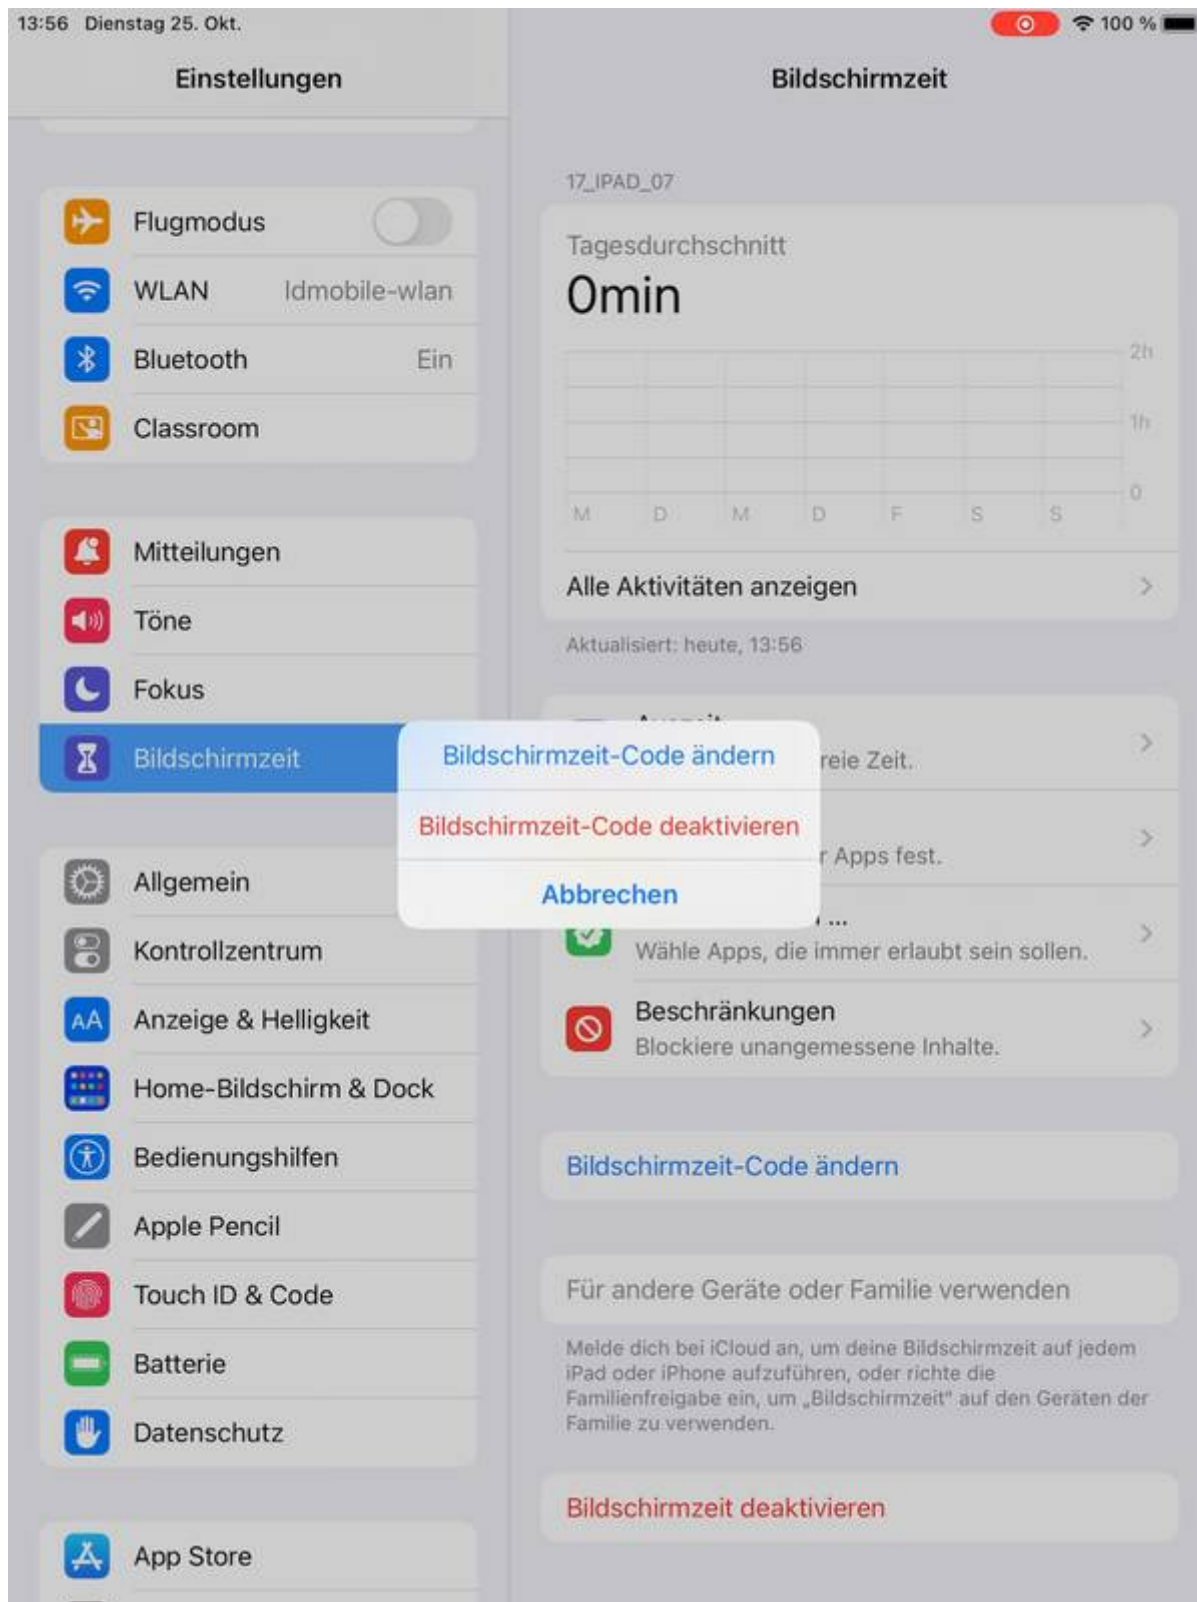 13:56 Dienstag 25. Okt.
100 %
Einstellungen
Flugmodus
WLAN ldmobile-wlan
Bluetooth Ein
Classroom
Mitteilungen
Töne
Fokus
Bildschirmzeit
Allgemein
Kontrollzentrum
AA Anzeige & Helligkeit
Home-Bildschirm & Dock
Bedienungshilfen
Apple Pencil
Touch ID & Code
Batterie
Datenschutz
App Store
Bildschirmzeit
17_IPAD_07
Tagesdurchschnitt
0min
2h
1h
0
M D M D F S S
Alle Aktivitäten anzeigen
Aktualisiert: heute, 13:56
Bildschirmzeit-Code ändern
Bildschirmzeit-Code deaktivieren
Abbrechen
Zeit.
Apps fest.
...
Wähle Apps, die immer erlaubt sein sollen.
Beschränkungen
Blockiere unangemessene Inhalte.
Bildschirmzeit-Code ändern
Für andere Geräte oder Familie verwenden
Melde dich bei iCloud an, um deine Bildschirmzeit auf jedem
iPad oder iPhone aufzuführen, oder richte die
Familienfreigabe ein, um „Bildschirmzeit" auf den Geräten der
Familie zu verwenden.
Bildschirmzeit deaktivieren